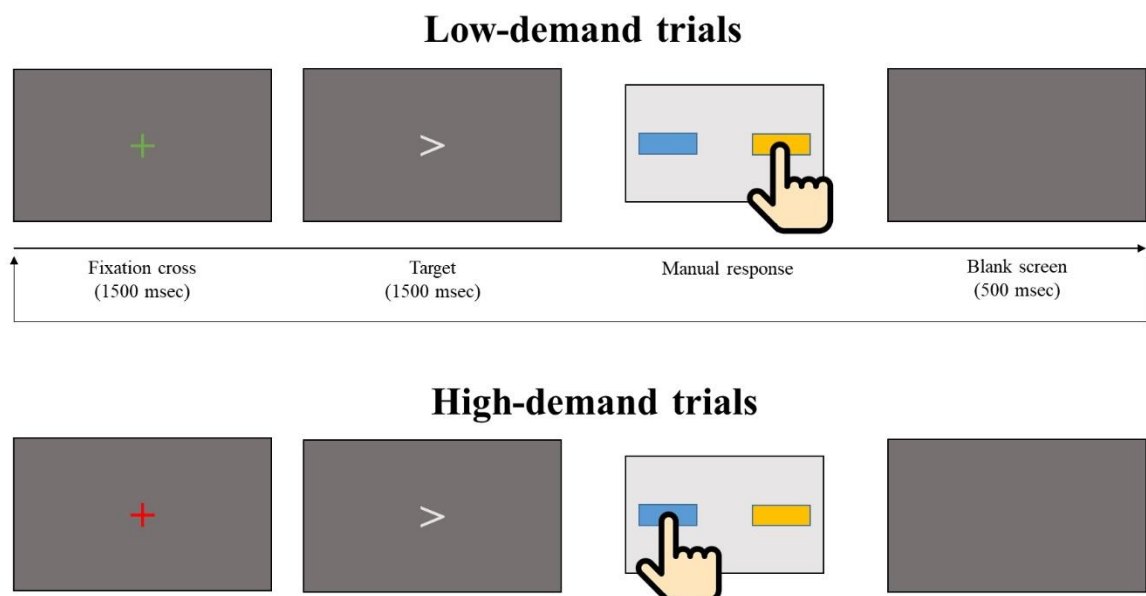 Low-demand trials
+
>
Fixation cross
(1500 msec)
Target
(1500 msec)
Manual response
Blank screen
(500 msec)
High-demand trials
+
>